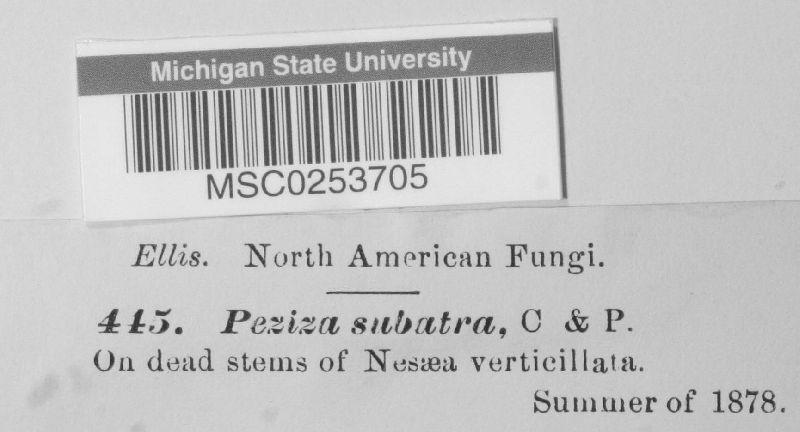 Michigan State University
MSC0253705
Ellis. North American Fungi.
445. Peziza subatra, C & P.
On dead stems of Nesæa verticillata.
Summer of 1878.